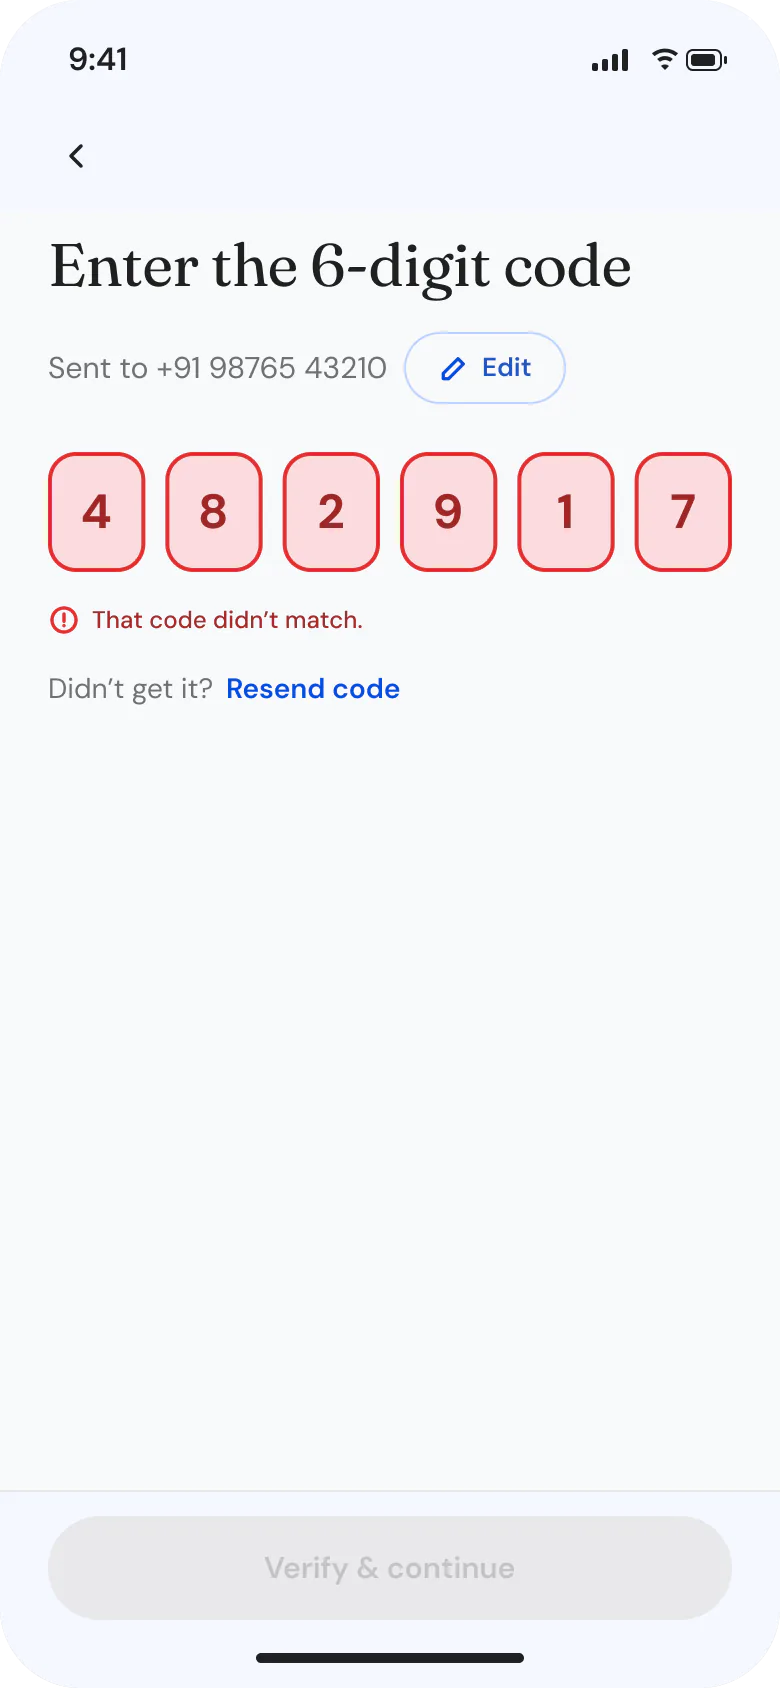 9:41
Enter the 6-digit code
Sent to +91 98765 43210 Edit
4 8 2 9 1 7
That code didn’t match.
Didn’t get it? Resend code
Verify & continue